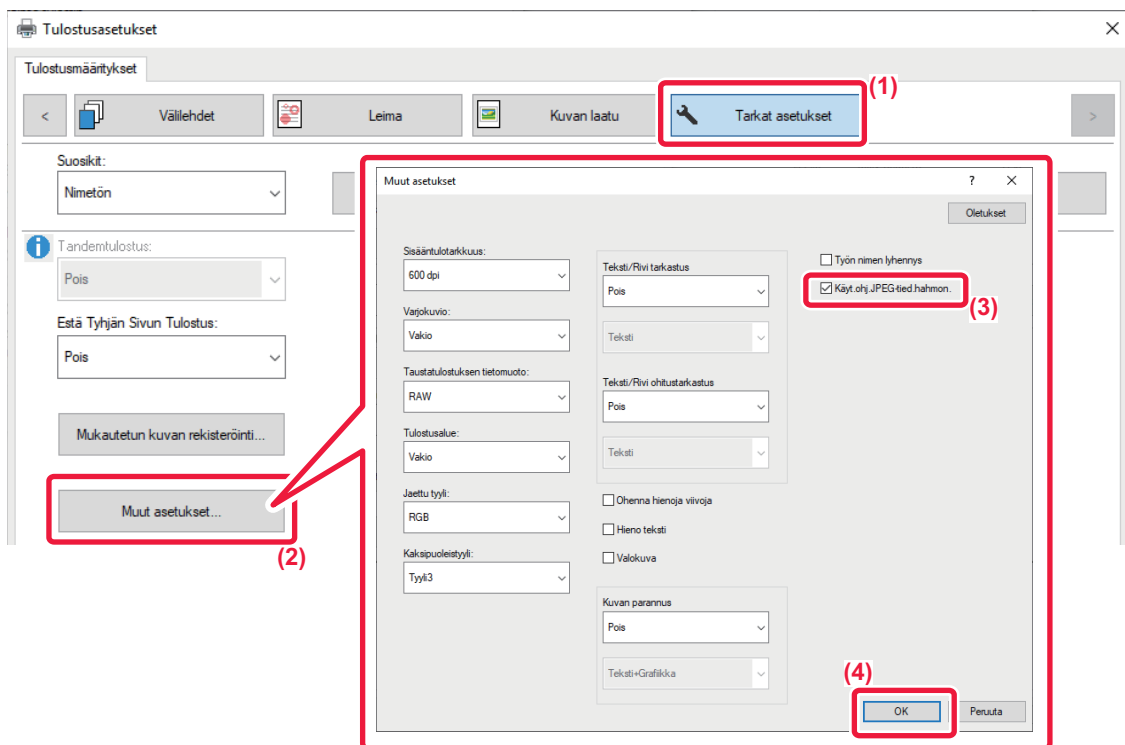 Tulostusasetukset
Tulostusmääritykset
(1)
< Välilehdet Leima Kuvan laatu Tarkat asetukset >
Suosikit:
Nimetön
Tandemtulostus:
Pois
Estä Tyhjän Sivun Tulostus:
Pois
Mukautetun kuvan rekisteröinti...
Muut asetukset...
(2)
Muut asetukset ?
Oletukset
Sisääntulotarkkuus:
600 dpi
Varjokuvio:
Vakio
Taustatulostuksen tietomuoto:
RAW
Tulostusalue:
Vakio
Jaettu tyyli:
RGB
Kaksipuoleistyyli:
Tyyli3
Teksti/Rivi tarkastus
Pois
Teksti
Teksti/Rivi ohitustarkastus
Pois
Teksti
Ohenna hienoja viivoja
Hieno teksti
Valokuva
Kuvan parannus
Pois
Teksti+Grafiikka
Työn nimen lyhennys
Käyt.ohj.JPEG-tied.hahmon.
(3)
(4)
OK Peruuta